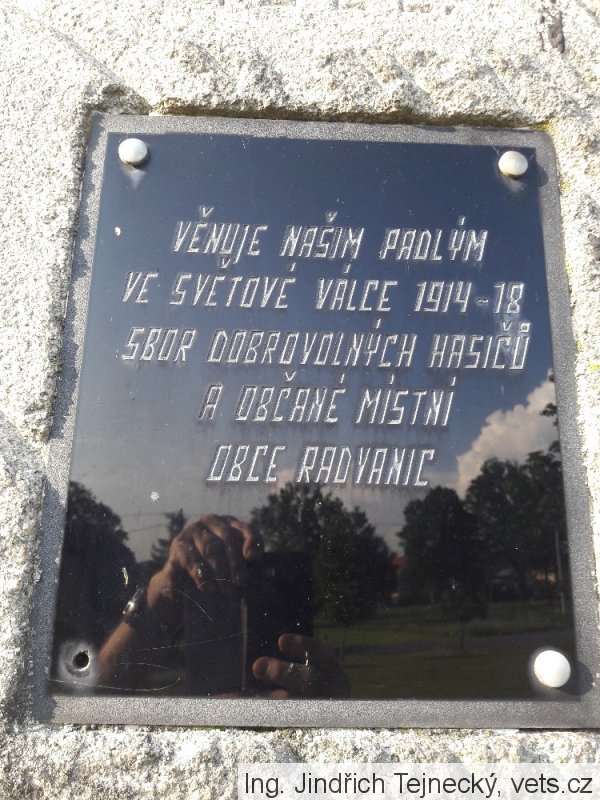 VĚNUJE NAŠIM PADLÝM
VE SVĚTOVÉ VÁLCE 1914-18
SBOR DOBROVOLNÝCH HASIČŮ
A OBČANÉ MÍSTNÍ
OBCE RADVANIC
Ing. Jindřich Tejnecký, vets.cz